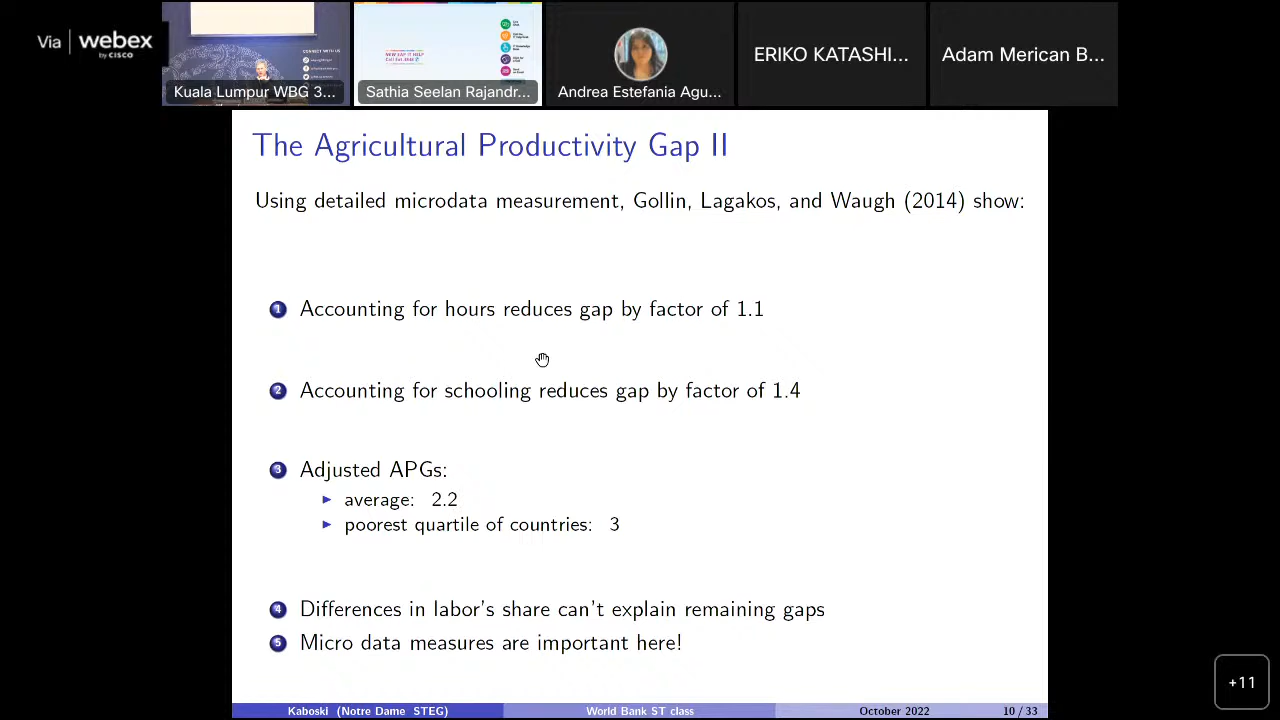 Via webex
by CISCO
CONNECT WITH US
Kuala Lumpur WBG 3...
Sathia Seelan Rajandr...
Andrea Estefania Agu...
ERIKO KATASHI...
Adam Merican B...
The Agricultural Productivity Gap II
Using detailed microdata measurement, Gollin, Lagakos, and Waugh (2014) show:
1 Accounting for hours reduces gap by factor of 1.1
2 Accounting for schooling reduces gap by factor of 1.4
3 Adjusted APGs:
average: 2.2
poorest quartile of countries: 3
4 Differences in labor's share can't explain remaining gaps
5 Micro data measures are important here!
Kaboski (Notre Dame STEG) World Bank ST class October 2022 10 / 33
+11